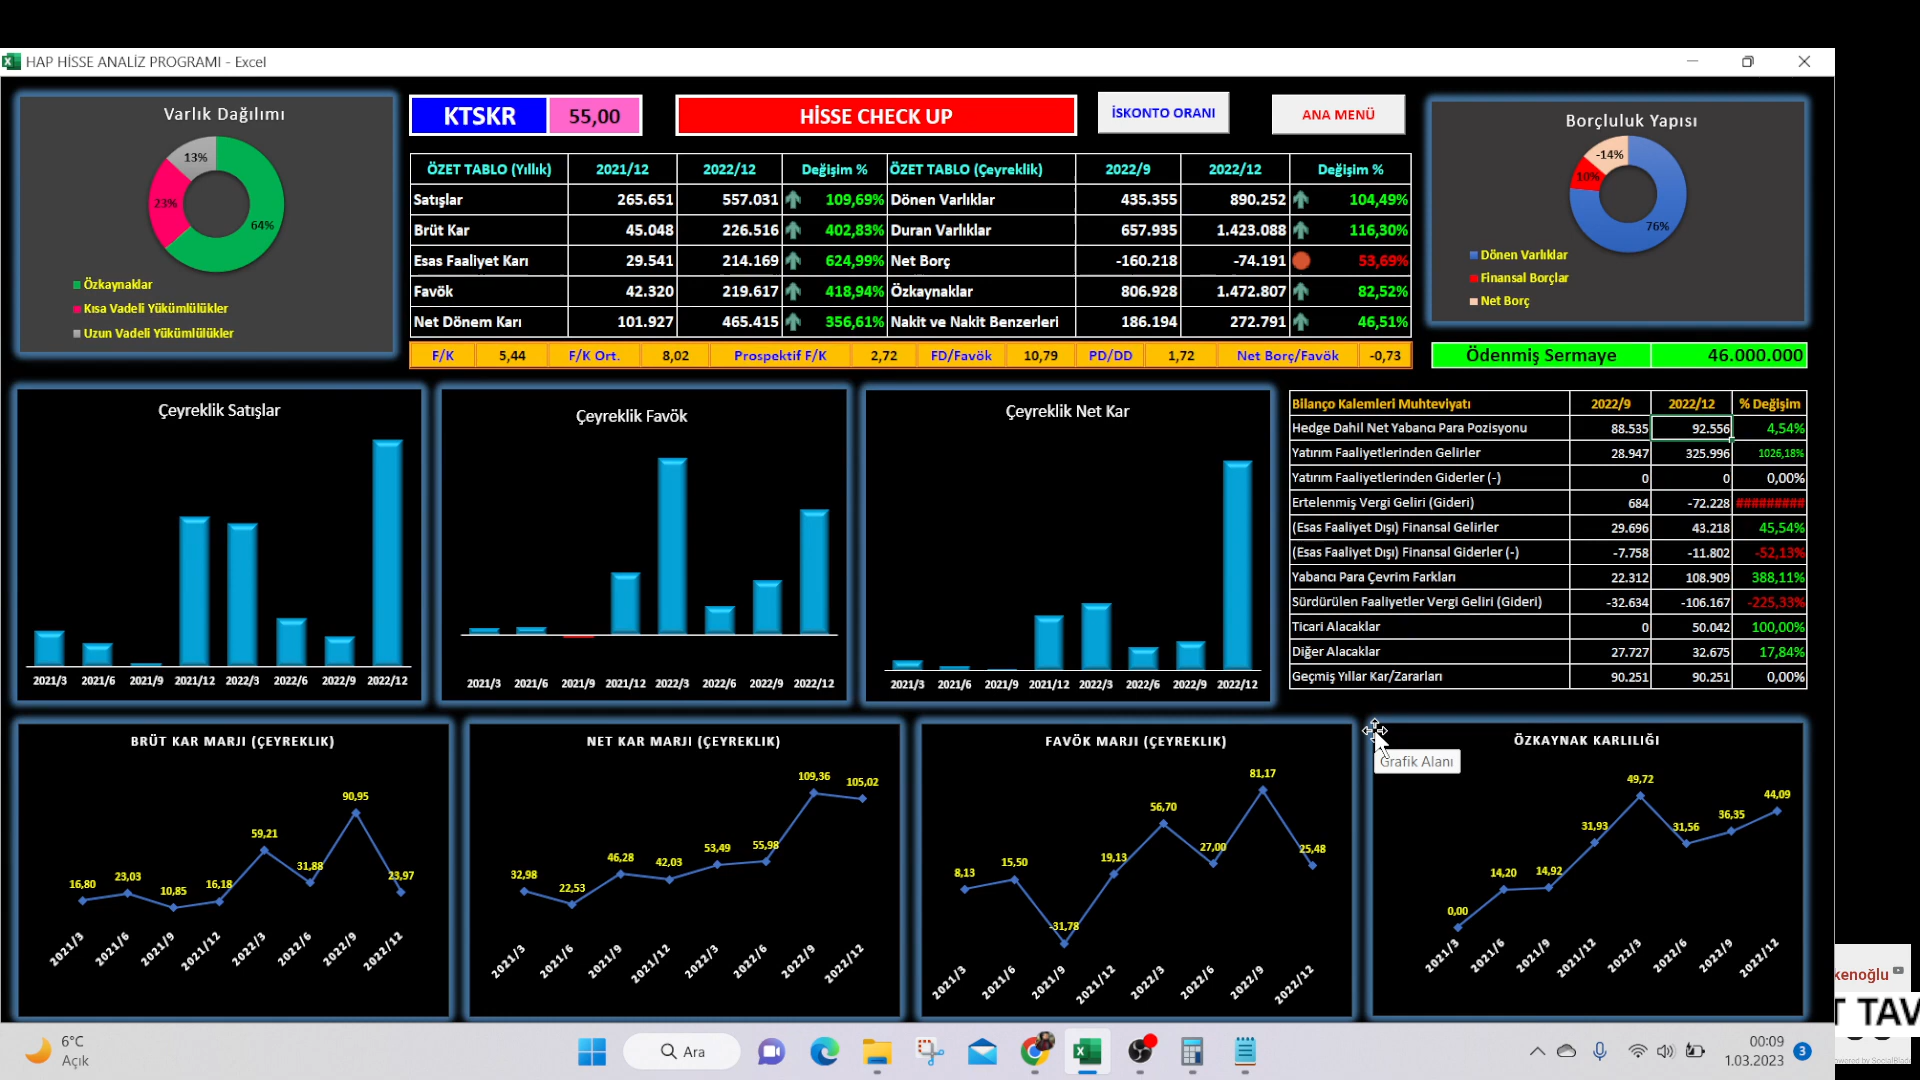 HAP HİSSE ANALİZ PROGRAMI - Excel
Varlık Dağılımı
13%
23%
64%
Özkaynaklar
Kısa Vadeli Yükümlülükler
Uzun Vadeli Yükümlülükler
KTSKR 55,00
HİSSE CHECK UP
İSKONTO ORANI
ANA MENÜ
ÖZET TABLO (Yıllık) 2021/12 2022/12 Değişim % ÖZET TABLO (Çeyreklik) 2022/9 2022/12 Değişim %
Satışlar 265.651 557.031 109,69% Dönen Varlıklar 435.355 890.252 104,49%
Brüt Kar 45.048 226.516 402,83% Duran Varlıklar 657.935 1.423.088 116,30%
Esas Faaliyet Karı 29.541 214.169 624,99% Net Borç -160.218 -74.191 53,69%
Favök 42.320 219.617 418,94% Özkaynaklar 806.928 1.472.807 82,52%
Net Dönem Karı 101.927 465.415 356,61% Nakit ve Nakit Benzerleri 186.194 272.791 46,51%
F/K 5,44 F/K Ort. 8,02 Prospektif F/K 2,72 FD/Favök 10,79 PD/DD 1,72 Net Borç/Favök -0,73
Borçluluk Yapısı
-14%
10%
76%
Dönen Varlıklar
Finansal Borçlar
Net Borç
Ödenmiş Sermaye 46.000.000
Çeyreklik Satışlar
2021/3 2021/6 2021/9 2021/12 2022/3 2022/6 2022/9 2022/12
Çeyreklik Favök
2021/3 2021/6 2021/9 2021/12 2022/3 2022/6 2022/9 2022/12
Çeyreklik Net Kar
2021/3 2021/6 2021/9 2021/12 2022/3 2022/6 2022/9 2022/12
Bilanço Kalemleri Muhteviyatı 2022/9 2022/12 % Değişim
Hedge Dahil Net Yabancı Para Pozisyonu 88.535 92.556 4,54%
Yatırım Faaliyetlerinden Gelirler 28.947 325.996 1026,18%
Yatırım Faaliyetlerinden Giderler (-) 0 0 0,00%
Ertelenmiş Vergi Geliri (Gideri) 684 -72.228 #########
(Esas Faaliyet Dışı) Finansal Gelirler 29.696 43.218 45,54%
(Esas Faaliyet Dışı) Finansal Giderler (-) -7.758 -11.802 -52,13%
Yabancı Para Çevrim Farkları 22.312 108.909 388,11%
Sürdürülen Faaliyetler Vergi Geliri (Gideri) -32.634 -106.167 -225,33%
Ticari Alacaklar 0 50.042 100,00%
Diğer Alacaklar 27.727 32.675 17,84%
Geçmiş Yıllar Kar/Zararları 90.251 90.251 0,00%
BRÜT KAR MARJI (ÇEYREKLIK)
16,80 23,03 10,85 16,18 59,21 31,88 90,95 23,97
2021/3 2021/6 2021/9 2021/12 2022/3 2022/6 2022/9 2022/12
NET KAR MARJI (ÇEYREKLIK)
32,98 22,53 46,28 42,03 53,49 55,98 109,36 105,02
2021/3 2021/6 2021/9 2021/12 2022/3 2022/6 2022/9 2022/12
FAVÖK MARJI (ÇEYREKLIK)
8,13 15,50 -31,78 19,13 56,70 27,00 81,17 25,48
2021/3 2021/6 2021/9 2021/12 2022/3 2022/6 2022/9 2022/12
Grafik Alanı
ÖZKAYNAK KARLILIĞI
0,00 14,20 14,92 31,93 49,72 31,56 36,35 44,09
2021/3 2021/6 2021/9 2021/12 2022/3 2022/6 2022/9 2022/12
kenoğlu
TAV
6°C
Açık
Ara
00:09
1.03.2023
3